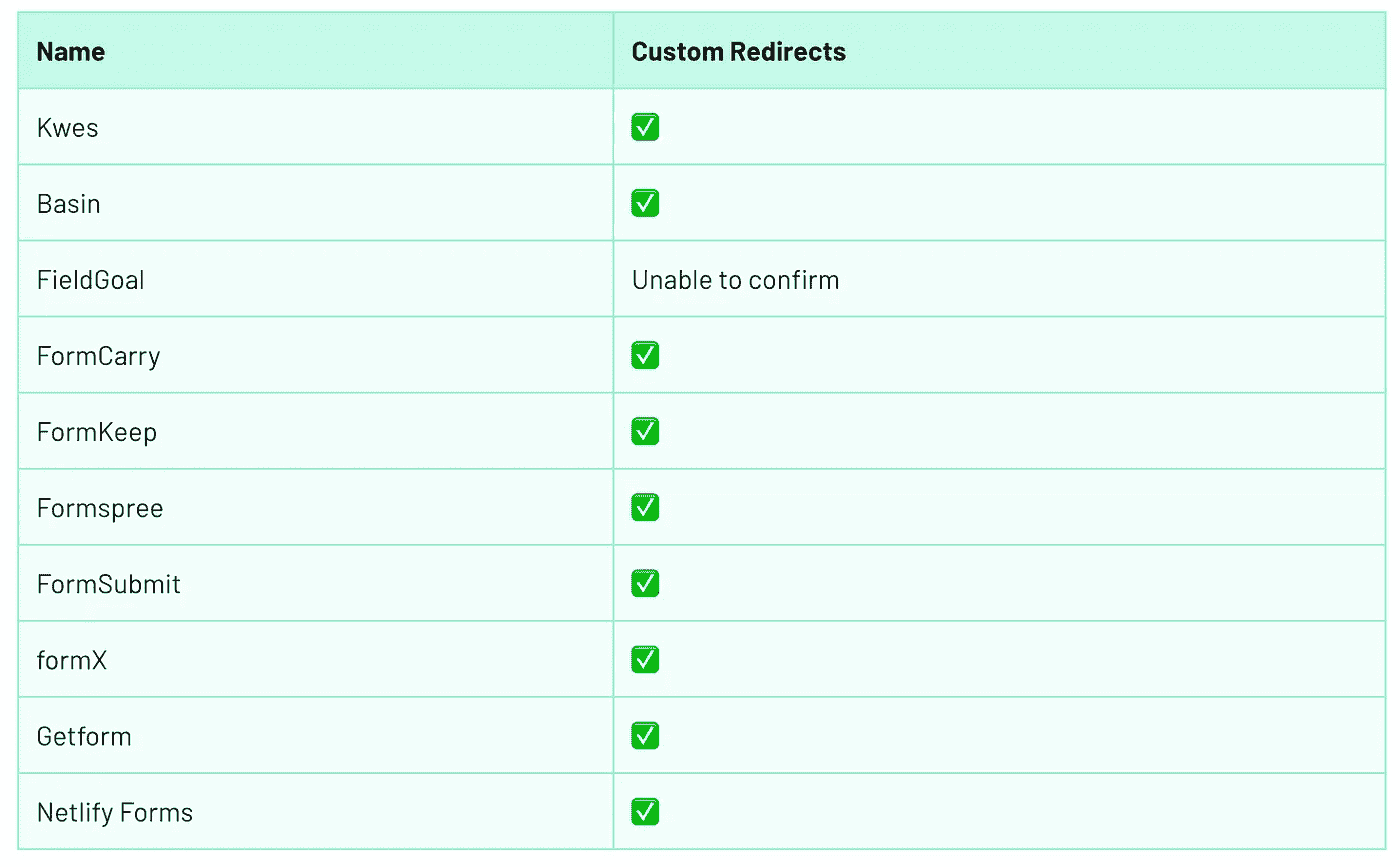 Name Custom Redirects
Kwes ✅
Basin ✅
FieldGoal Unable to confirm
FormCarry ✅
FormKeep ✅
Formspree ✅
FormSubmit ✅
formX ✅
Getform ✅
Netlify Forms ✅